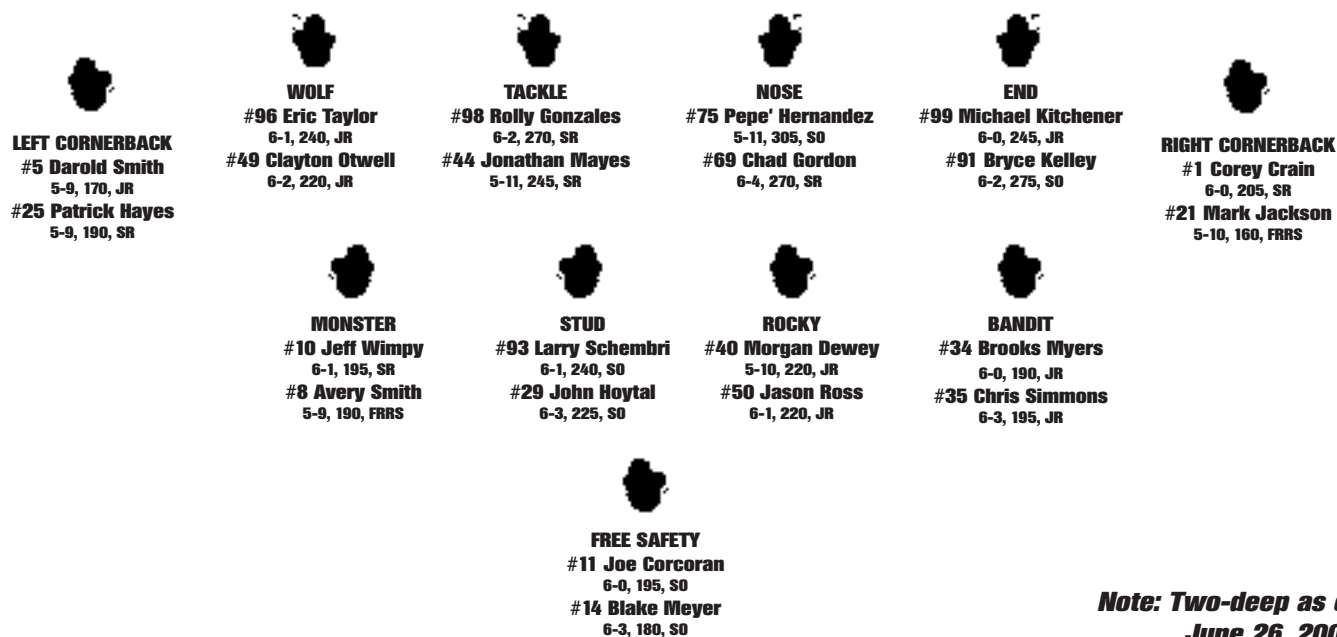 WOLF
#96 Eric Taylor
6-1, 240, JR
#49 Clayton Otwell
6-2, 220, JR
TACKLE
#98 Rolly Gonzales
6-2, 270, SR
#44 Jonathan Mayes
5-11, 245, SR
NOSE
#75 Pepe' Hernandez
5-11, 305, SO
#69 Chad Gordon
6-4, 270, SR
END
#99 Michael Kitchener
6-0, 245, JR
#91 Bryce Kelley
6-2, 275, SO
LEFT CORNERBACK
#5 Darold Smith
5-9, 170, JR
#25 Patrick Hayes
5-9, 190, SR
RIGHT CORNERBACK
#1 Corey Crain
6-0, 205, SR
#21 Mark Jackson
5-10, 160, FRRS
MONSTER
#10 Jeff Wimpy
6-1, 195, SR
#8 Avery Smith
5-9, 190, FRRS
STUD
#93 Larry Schembri
6-1, 240, SO
#29 John Hoytal
6-3, 225, SO
ROCKY
#40 Morgan Dewey
5-10, 220, JR
#50 Jason Ross
6-1, 220, JR
BANDIT
#34 Brooks Myers
6-0, 190, JR
#35 Chris Simmons
6-3, 195, JR
FREE SAFETY
#11 Joe Corcoran
6-0, 195, SO
#14 Blake Meyer
6-3, 180, SO
Note: Two-deep as
June 26,